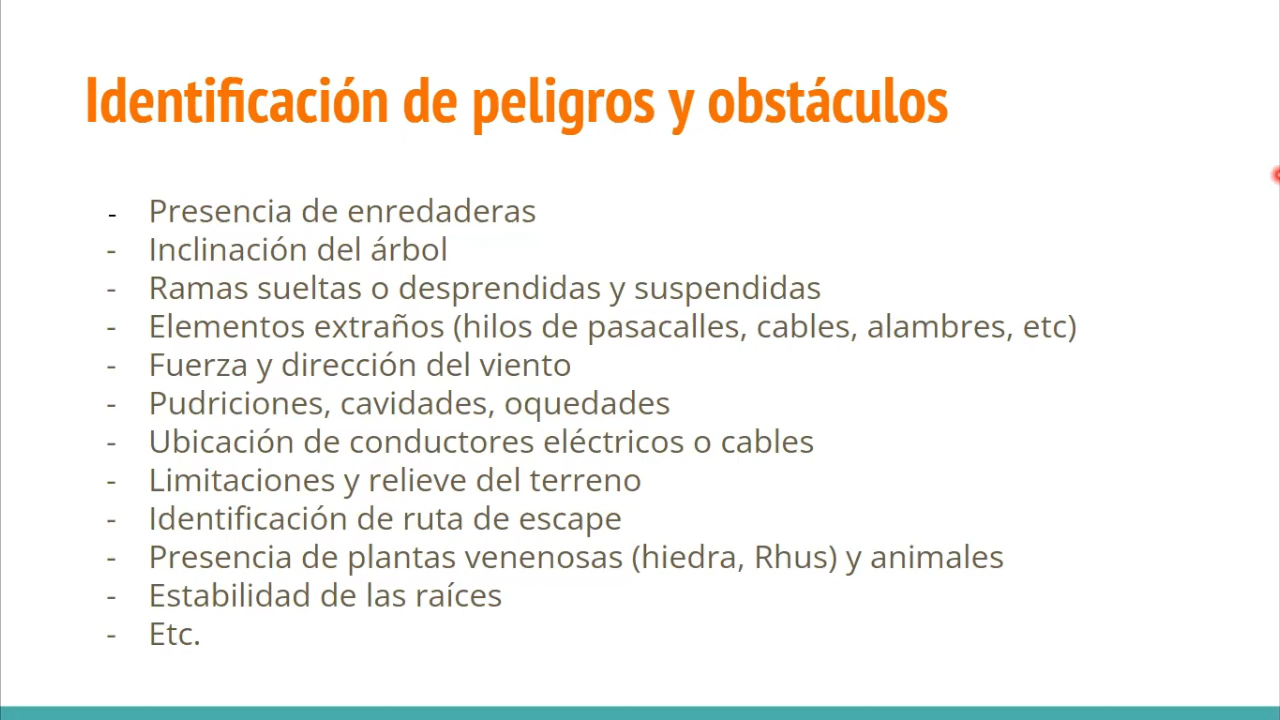 Identificación de peligros y obstáculos
- Presencia de enredaderas
- Inclinación del árbol
- Ramas sueltas o desprendidas y suspendidas
- Elementos extraños (hilos de pasacalles, cables, alambres, etc)
- Fuerza y dirección del viento
- Pudriciones, cavidades, oquedades
- Ubicación de conductores eléctricos o cables
- Limitaciones y relieve del terreno
- Identificación de ruta de escape
- Presencia de plantas venenosas (hiedra, Rhus) y animales
- Estabilidad de las raíces
- Etc.